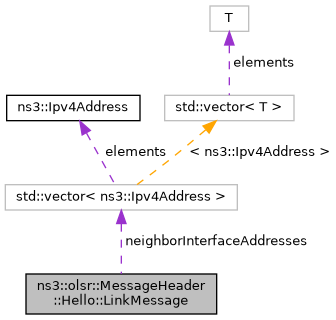 T
elements
ns3::Ipv4Address
std::vector< T >
elements
< ns3::Ipv4Address >
std::vector< ns3::Ipv4Address >
neighborInterfaceAddresses
ns3::olsr::MessageHeader
::Hello::LinkMessage